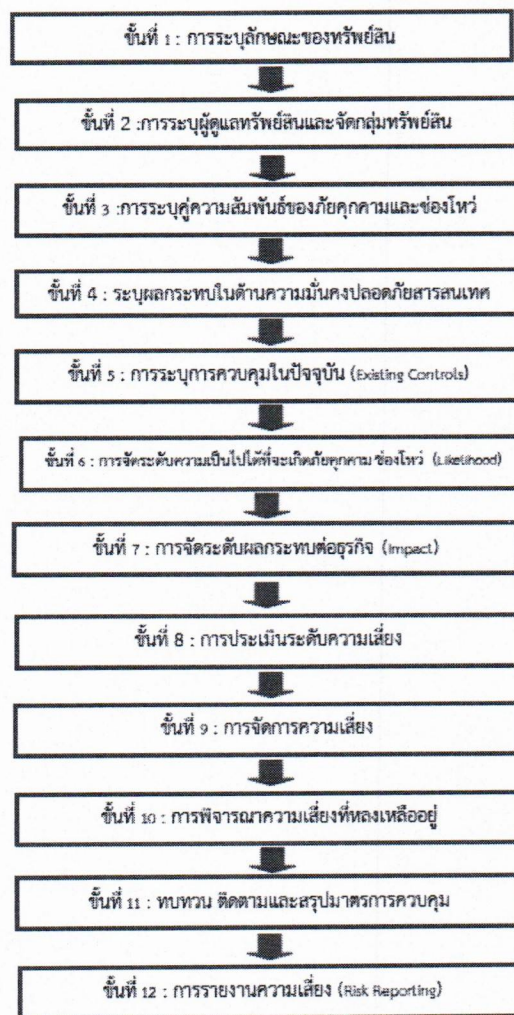 ขั้นที่ 1 : การระบุลักษณะของทรัพย์สิน
ขั้นที่ 2 :การระบุผู้ดูแลทรัพย์สินและจัดกลุ่มทรัพย์สิน
ขั้นที่ 3 :การระบุคู่ความสัมพันธ์ของภัยคุกคามและช่องโหว่
ขั้นที่ 4 : ระบุผลกระทบในด้านความมั่นคงปลอดภัยสารสนเทศ
ขั้นที่ 5 : การระบุการควบคุมในปัจจุบัน (Existing Controls)
ขั้นที่ 6 : การจัดระดับความเป็นไปได้ที่จะเกิดภัยคุกคาม ช่องโหว่ (Likelihood)
ขั้นที่ 7 : การจัดระดับผลกระทบต่อธุรกิจ (Impact)
ขั้นที่ 8 : การประเมินระดับความเสี่ยง
ขั้นที่ 9 : การจัดการความเสี่ยง
ขั้นที่ 10 : การพิจารณาความเสี่ยงที่หลงเหลืออยู่
ขั้นที่ 11 : ทบทวน ติดตามและสรุปมาตรการควบคุม
ขั้นที่ 12 : การรายงานความเสี่ยง (Risk Reporting)